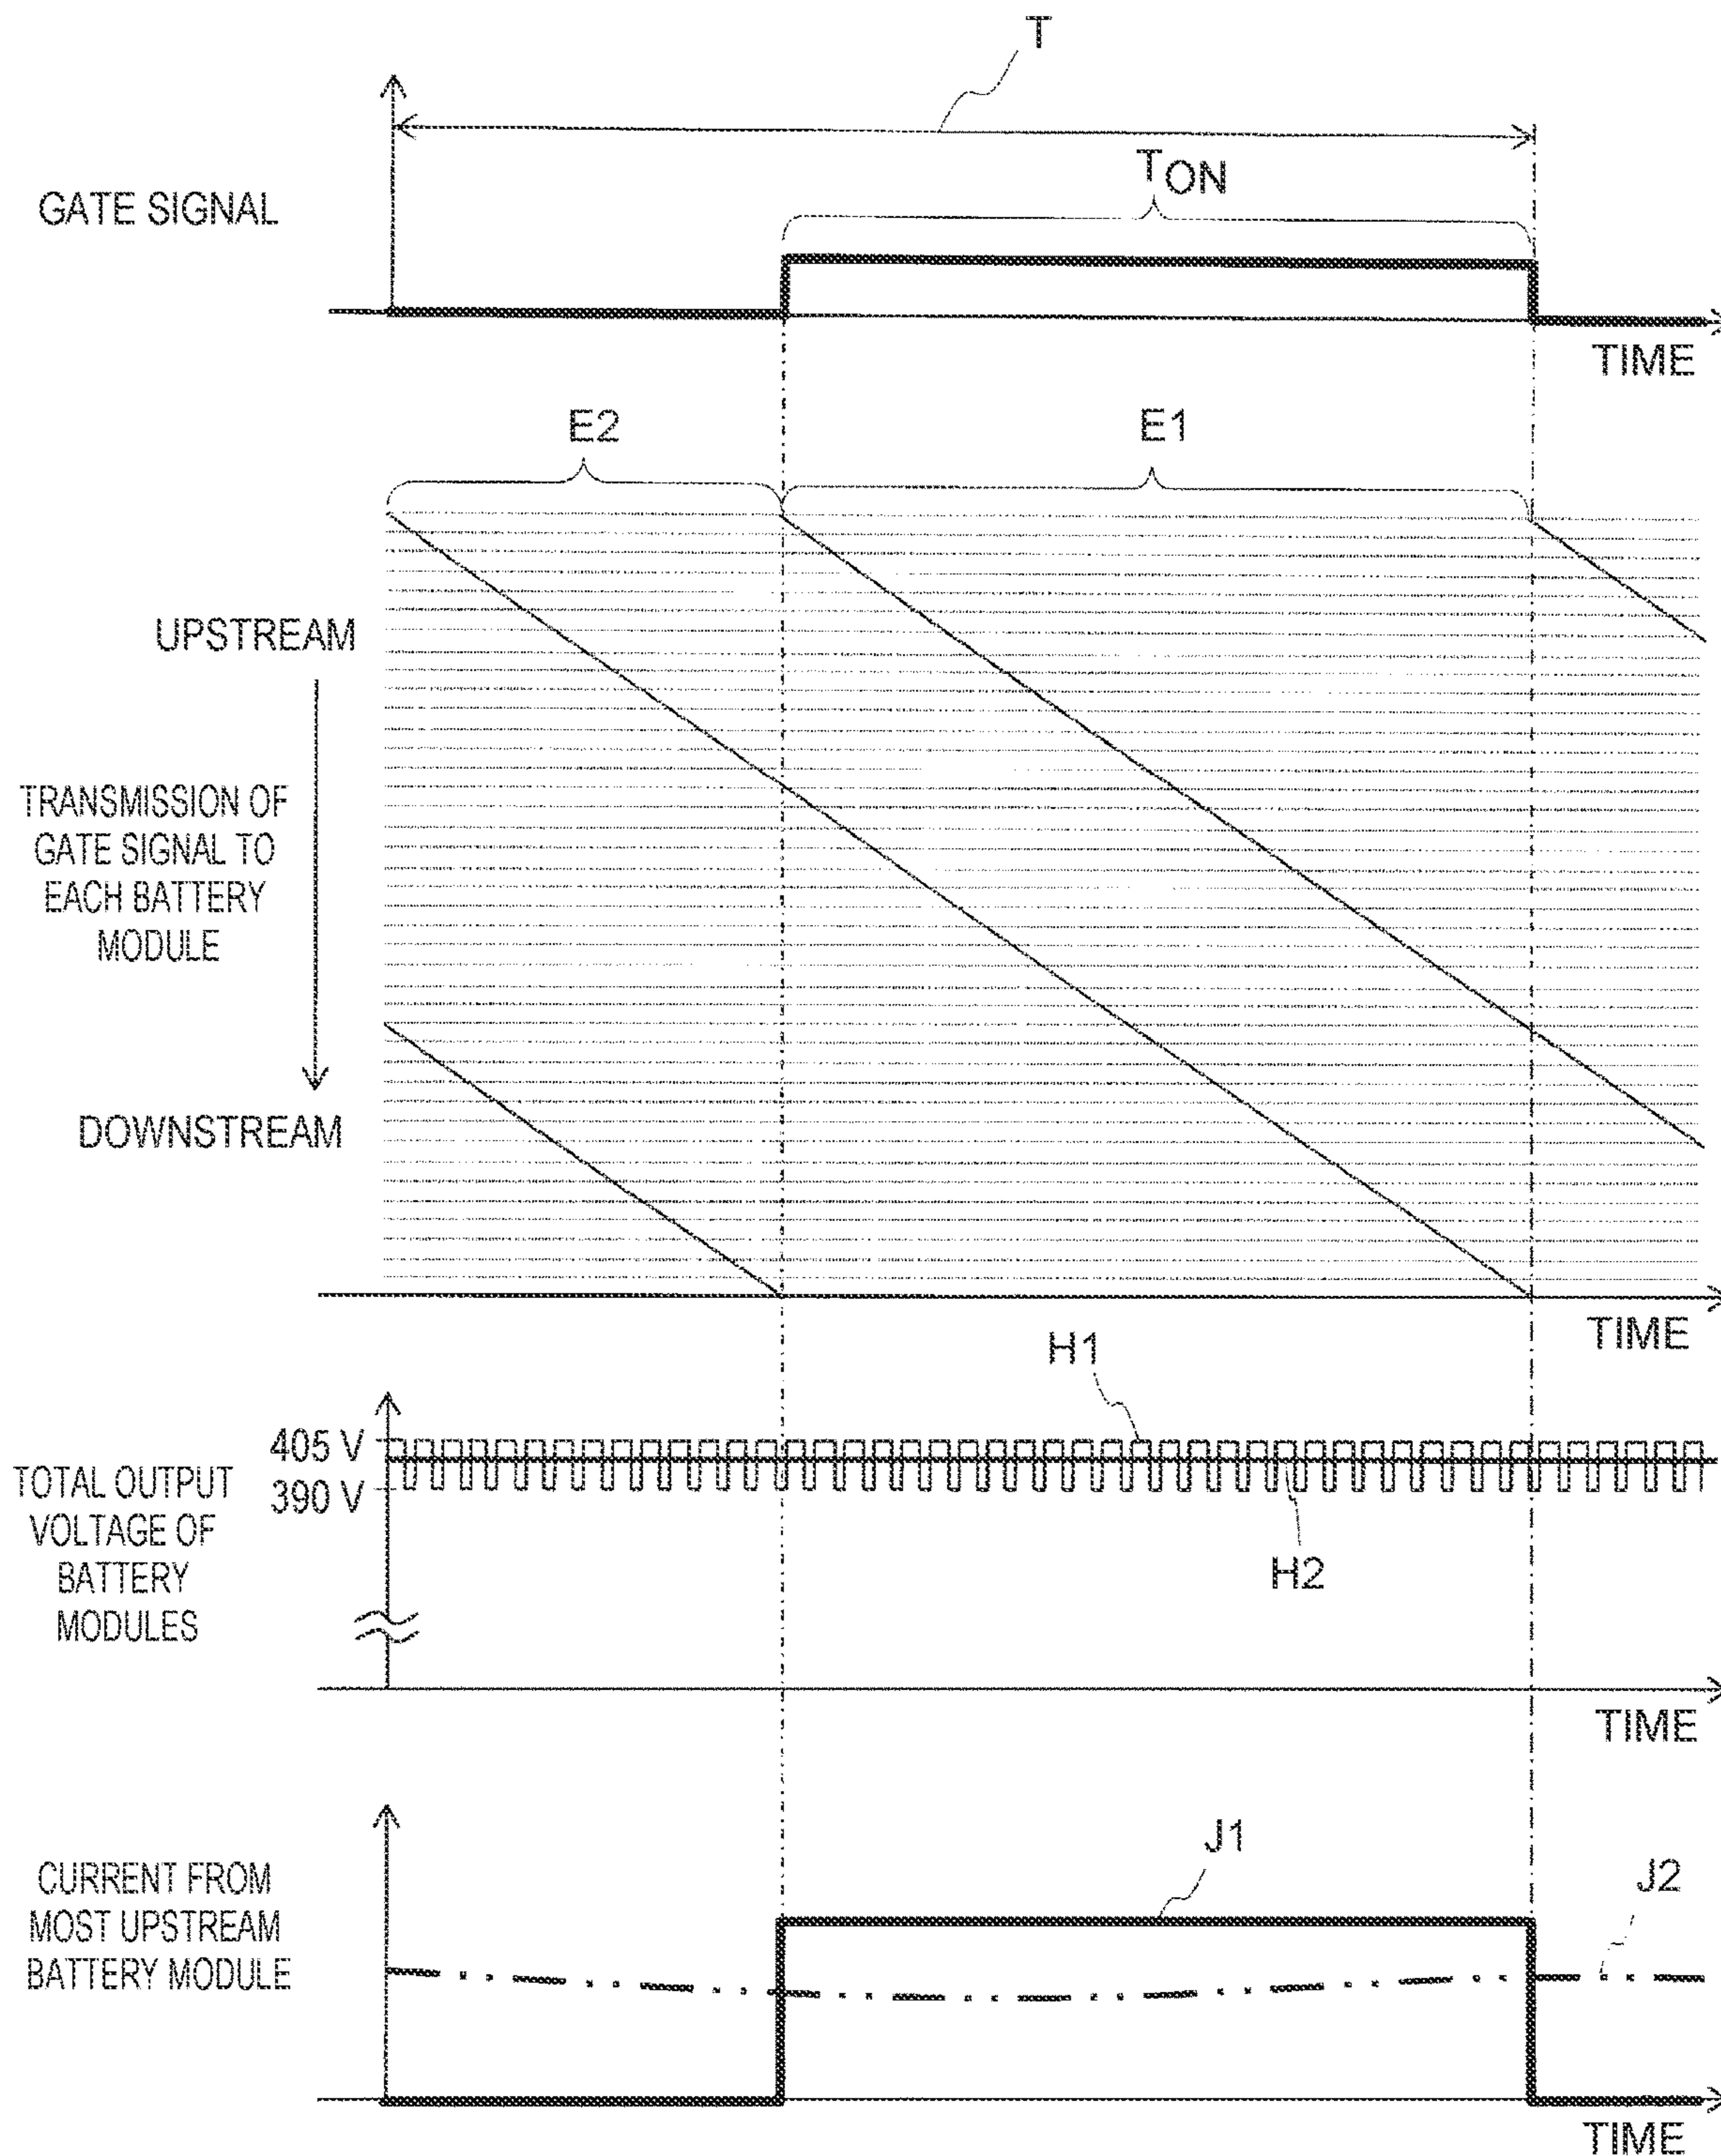 T
TON
GATE SIGNAL
TIME
E2
E1
UPSTREAM
TRANSMISSION OF
GATE SIGNAL TO
EACH BATTERY
MODULE
DOWNSTREAM
TIME
H1
405 V
390 V
TOTAL OUTPUT
VOLTAGE OF
BATTERY
MODULES
H2
TIME
J1
J2
CURRENT FROM
MOST UPSTREAM
BATTERY MODULE
TIME